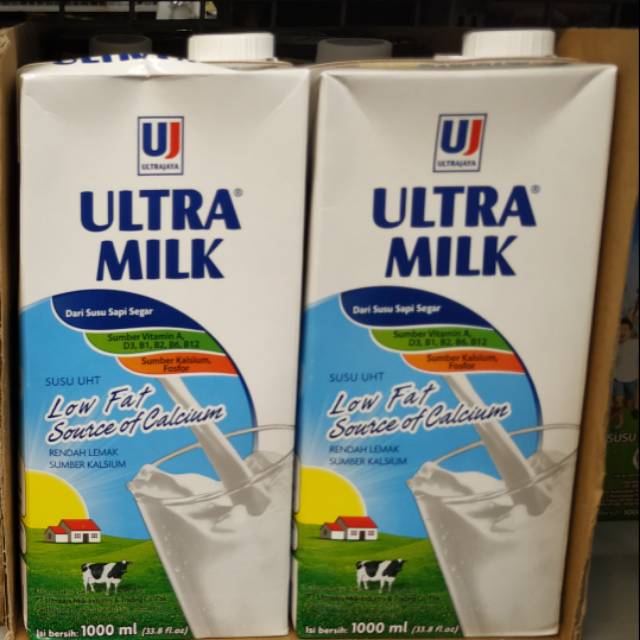 UJ
ULTRAJAYA
ULTRA®
MILK
Dari Susu Sapi Segar
Sumber Vitamin A,
D3, B1, B2, B6, B12
Sumber Kalsium,
Fosfor
SUSU UHT
Low Fat
Source of Calcium
RENDAH LEMAK
SUMBER KALSIUM
Isi bersih: 1000 ml (33.8 fl.oz)
UJ
ULTRAJAYA
ULTRA®
MILK
Dari Susu Sapi Segar
Sumber Vitamin A,
D3, B1, B2, B6, B12
Sumber Kalsium,
Fosfor
SUSU UHT
Low Fat
Source of Calcium
RENDAH LEMAK
SUMBER KALSIUM
Isi bersih: 1000 ml (33.8 fl.oz)